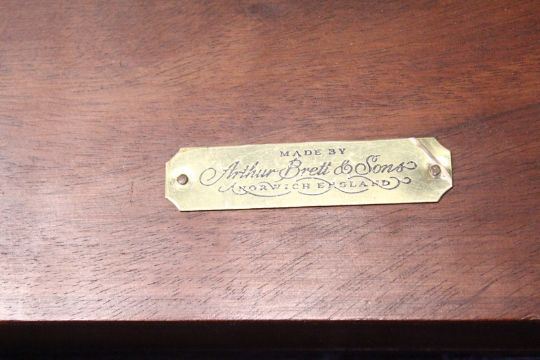 MADE BY
Arthur Brett & Sons
NORWICH ENGLAND